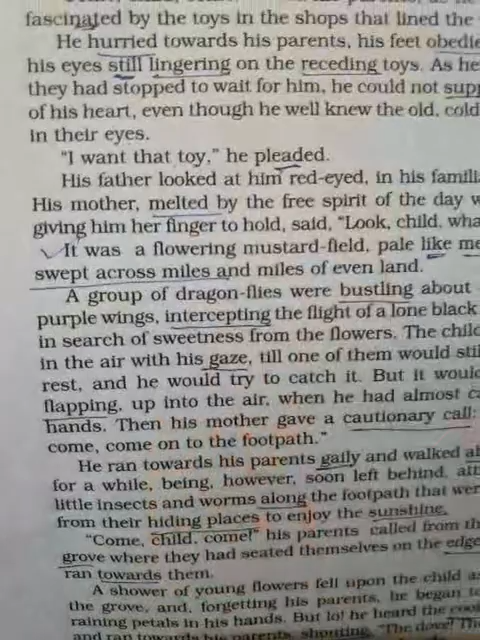 fascinated by the toys in the shops that lined the
He hurried towards his parents, his feet
his eyes still lingering on the receding toys. As he
they had stopped to wait for him, he could not
of his heart, even though he well knew the old, cold
in their eyes.
"I want that toy," he pleaded.
His father looked at him red-eyed, in his
His mother, melted by the free spirit of the day
giving him her finger to hold, said, "Look, child,
It was a flowering mustard-field, pale like
swept across miles and miles of even land.
A group of dragon-flies were bustling about
purple wings, intercepting the flight of a lone black
in search of sweetness from the flowers. The child
in the air with his gaze, till one of them would
rest, and he would try to catch it. But it would
flapping, up into the air, when he had almost
hands. Then his mother gave a cautionary call:
come, come on to the footpath."
He ran towards his parents gaily and walked
for a while, being, however, soon left behind,
little insects and worms along the footpath that
from their hiding places to enjoy the sunshine.
"Come, child, come!" his parents called from
grove where they had seated themselves on the edge
ran towards them.
A shower of young flowers fell upon the child
the grove, and, forgetting his parents, he began
raining petals in his hands. But lo! he heard the
and ran towards his parents, shouting, "The dove! The